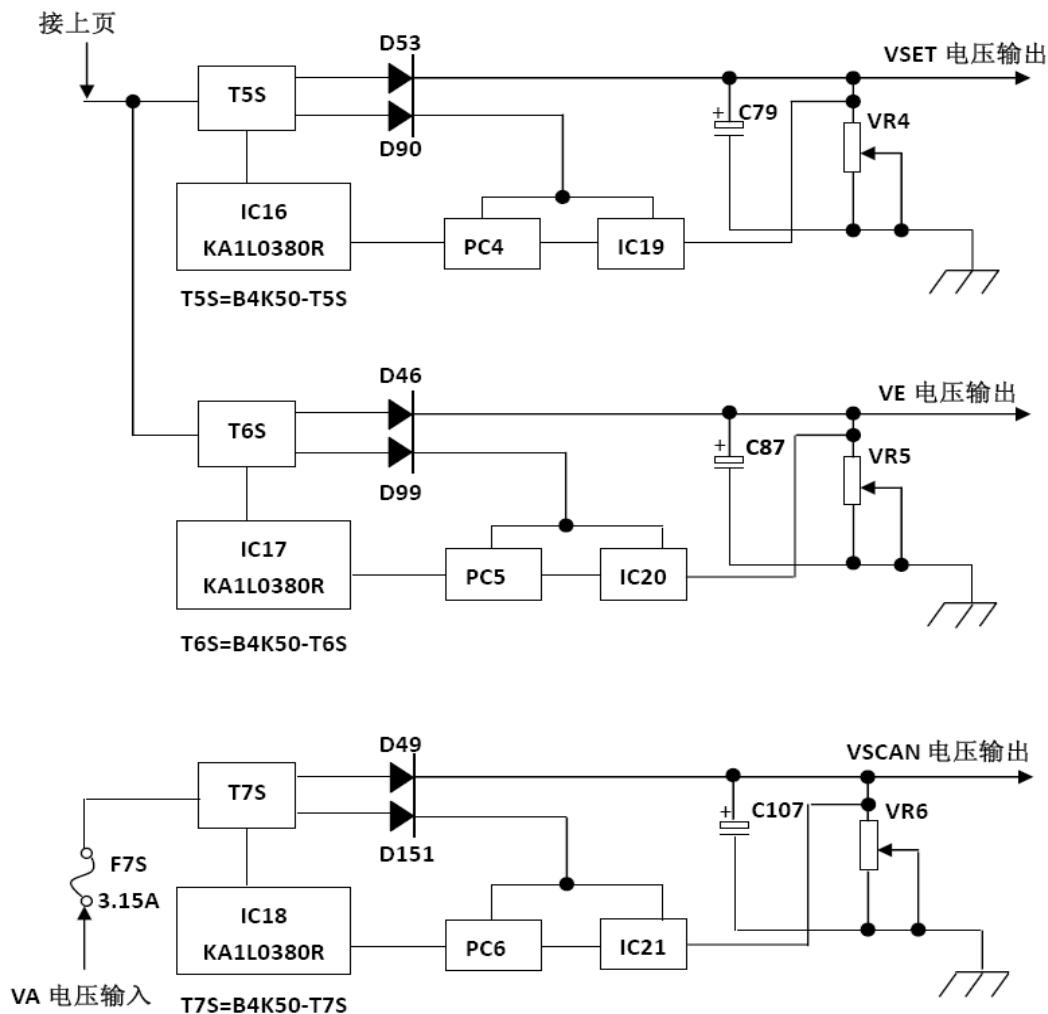 接上页
D53
VSET 电压输出
T5S
+
C79
VR4
D90
IC16
KA1L0380R
PC4
IC19
T5S=B4K50-T5S
D46
VE 电压输出
T6S
+
C87
VR5
D99
IC17
KA1L0380R
PC5
IC20
T6S=B4K50-T6S
D49
VSCAN 电压输出
T7S
+
C107
VR6
D151
F7S
3.15A
IC18
KA1L0380R
PC6
IC21
VA 电压输入
T7S=B4K50-T7S